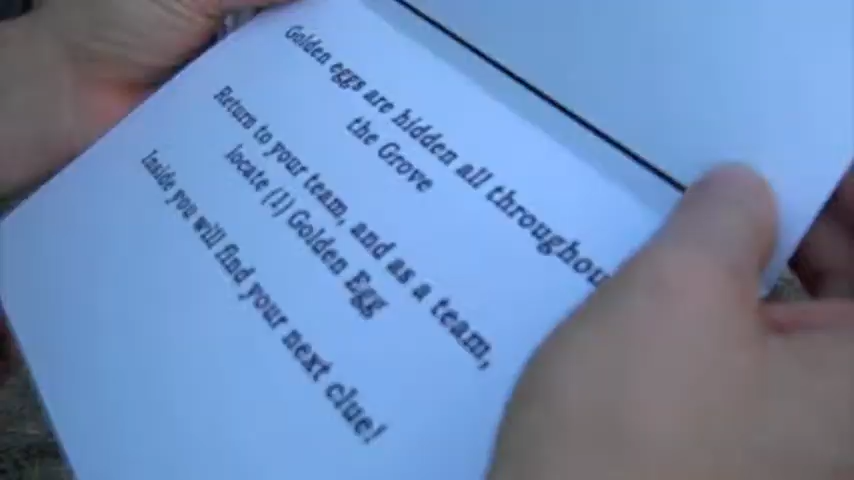 Golden eggs are hidden all throughou
the Grove
Return to your team, and as a team,
locate (1) Golden Egg
Inside you will find your next clue!